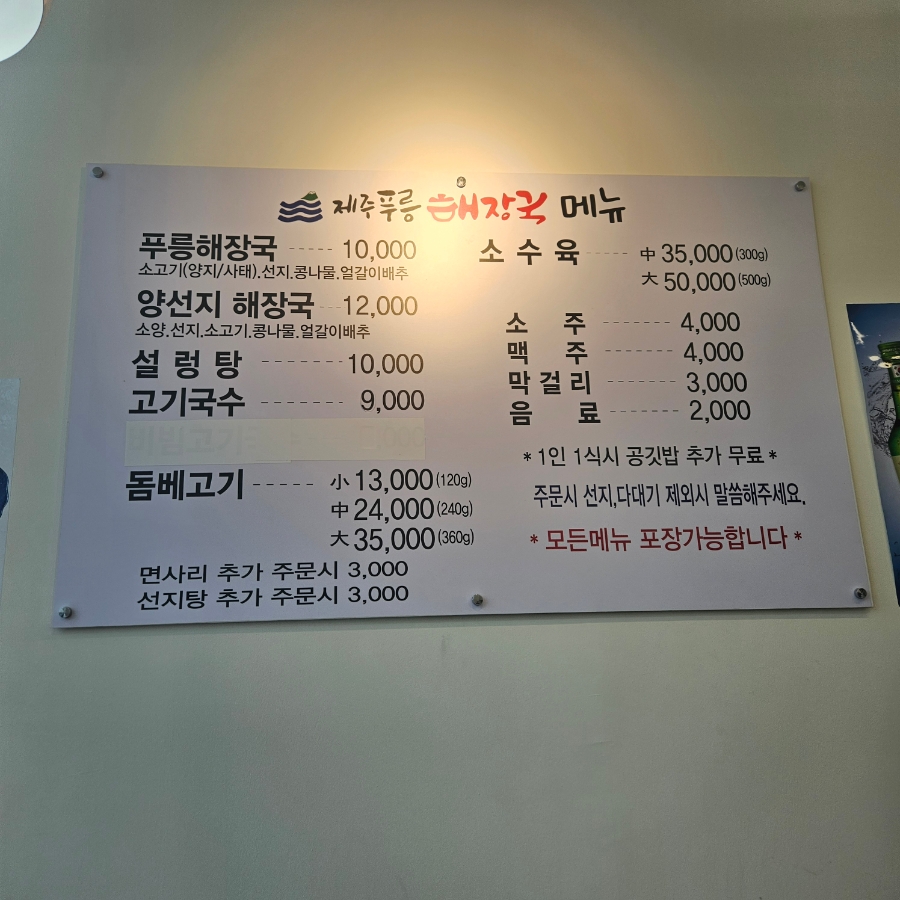 제주푸릉 해장국 메뉴
푸릉해장국 ----- 10,000
소고기(양지/사태).선지.콩나물.얼갈이배추
양선지 해장국 --- 12,000
소양.선지.소고기.콩나물.얼갈이배추
설렁탕 -------- 10,000
고기국수 -------- 9,000
돔베고기 ----- 小 13,000(120g)
中 24,000(240g)
大 35,000(360g)
면사리 추가 주문시 3,000
선지탕 추가 주문시 3,000
소수육 ----- 中 35,000(300g)
大 50,000(500g)
소주 ------- 4,000
맥주 ------- 4,000
막걸리 ------- 3,000
음료 ------- 2,000
* 1인 1식시 공깃밥 추가 무료 *
주문시 선지,다대기 제외시 말씀해주세요.
* 모든메뉴 포장가능합니다 *